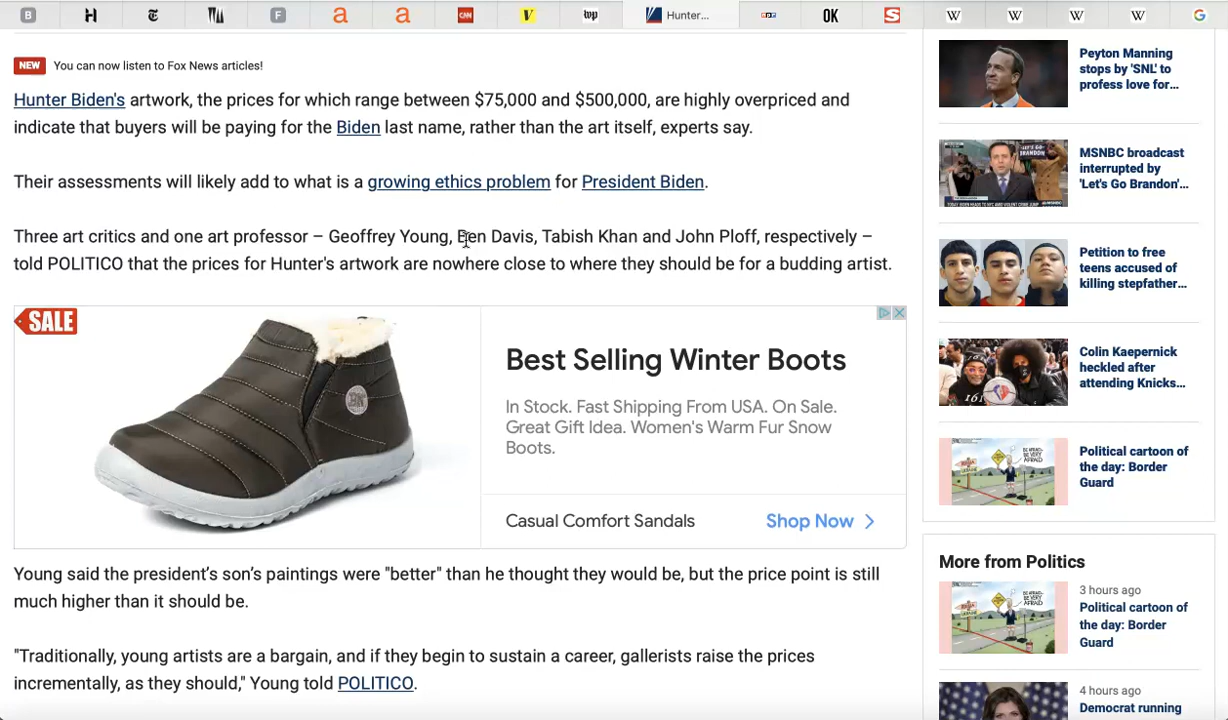 B
H
T
W
F
a
a
CNN
V
wp
Hunter...
npr
OK
S
W
W
W
W
G
NEW You can now listen to Fox News articles!
Hunter Biden's artwork, the prices for which range between $75,000 and $500,000, are highly overpriced and
indicate that buyers will be paying for the Biden last name, rather than the art itself, experts say.
Their assessments will likely add to what is a growing ethics problem for President Biden.
Three art critics and one art professor – Geoffrey Young, Ben Davis, Tabish Khan and John Ploff, respectively –
told POLITICO that the prices for Hunter's artwork are nowhere close to where they should be for a budding artist.
SALE
Best Selling Winter Boots
In Stock. Fast Shipping From USA. On Sale.
Great Gift Idea. Women's Warm Fur Snow
Boots.
Casual Comfort Sandals
Shop Now
Young said the president's son's paintings were "better" than he thought they would be, but the price point is still
much higher than it should be.
"Traditionally, young artists are a bargain, and if they begin to sustain a career, gallerists raise the prices
incrementally, as they should," Young told POLITICO.
Peyton Manning
stops by 'SNL' to
profess love for...
MSNBC broadcast
interrupted by
'Let's Go Brandon'...
Petition to free
teens accused of
killing stepfather...
Colin Kaepernick
heckled after
attending Knicks...
Political cartoon of
the day: Border
Guard
More from Politics
3 hours ago
Political cartoon of
the day: Border
Guard
4 hours ago
Democrat running